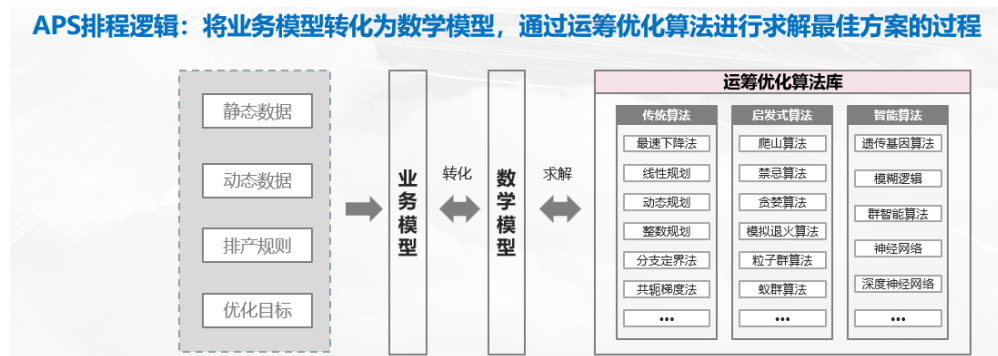 APS排程逻辑：将业务模型转化为数学模型，通过运筹优化算法进行求解最佳方案的过程
静态数据
动态数据
排产规则
优化目标
业务模型
转化
数学模型
求解
运筹优化算法库
传统算法
最速下降法
线性规划
动态规划
整数规划
分支定界法
共轭梯度法
...
启发式算法
爬山算法
禁忌算法
贪婪算法
模拟退火算法
粒子群算法
蚁群算法
...
智能算法
遗传基因算法
模糊逻辑
群智能算法
神经网络
深度神经网络
...